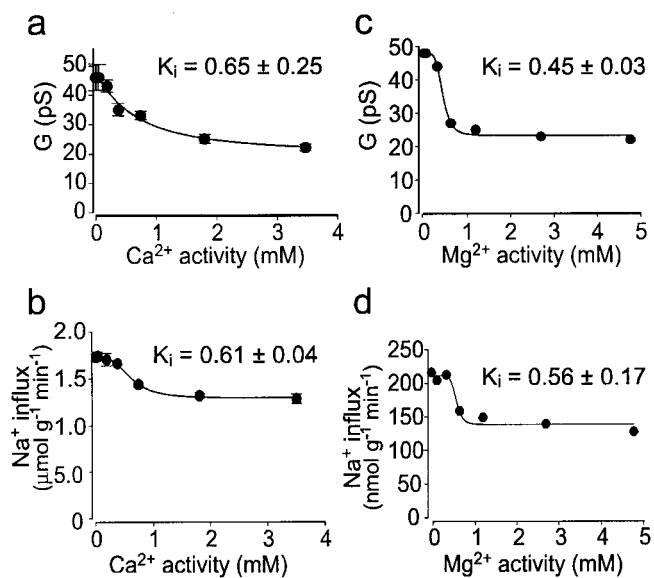 a
G (pS)
50
40
30
20
10
0
Kᵢ = 0.65 ± 0.25
0 1 2 3 4
Ca²⁺ activity (mM)
c
G (pS)
50
40
30
20
10
0
Kᵢ = 0.45 ± 0.03
0 1 2 3 4 5
Mg²⁺ activity (mM)
b
Na⁺ influx
(μmol g⁻¹ min⁻¹)
2.0
1.5
1.0
0.5
0
Kᵢ = 0.61 ± 0.04
0 1 2 3 4
Ca²⁺ activity (mM)
d
Na⁺ influx
(nmol g⁻¹ min⁻¹)
250
200
150
100
50
0
Kᵢ = 0.56 ± 0.17
0 1 2 3 4 5
Mg²⁺ activity (mM)